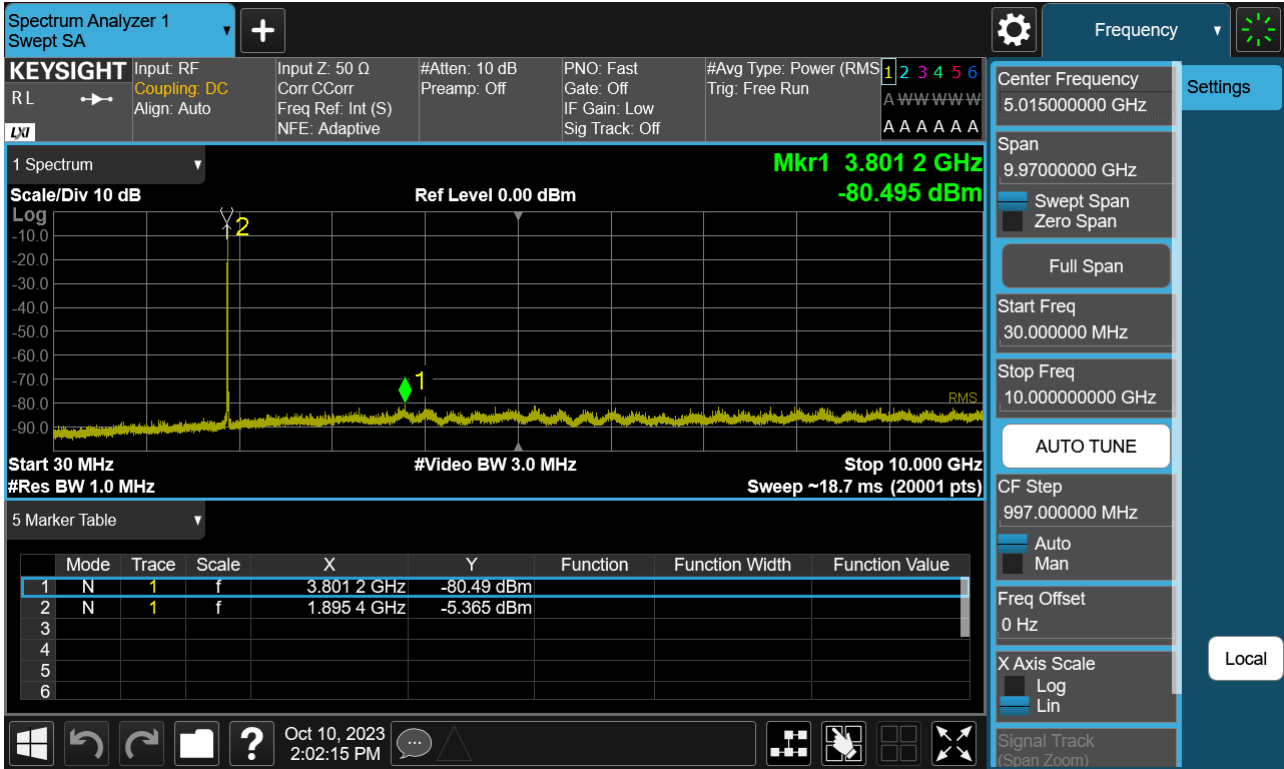 Spectrum Analyzer 1
Swept SA
+
Frequency
KEYSIGHT
R L
LXI
Input: RF
Coupling: DC
Align: Auto
Input Z: 50 Ω
Corr CCorr
Freq Ref: Int (S)
NFE: Adaptive
#Atten: 10 dB
Preamp: Off
PNO: Fast
Gate: Off
IF Gain: Low
Sig Track: Off
#Avg Type: Power (RMS
Trig: Free Run
1 2 3 4 5 6
A W W W W W
A A A A A A
1 Spectrum
Mkr1 3.801 2 GHz
-80.495 dBm
Scale/Div 10 dB
Ref Level 0.00 dBm
Log
-10.0
-20.0
-30.0
-40.0
-50.0
-60.0
-70.0
-80.0
-90.0
2
1
RMS
Start 30 MHz
#Video BW 3.0 MHz
Stop 10.000 GHz
#Res BW 1.0 MHz
Sweep ~18.7 ms (20001 pts)
5 Marker Table
Mode Trace Scale X Y Function Function Width Function Value
1 N 1 f 3.801 2 GHz -80.49 dBm
2 N 1 f 1.895 4 GHz -5.365 dBm
3
4
5
6
Oct 10, 2023
2:02:15 PM
?
Center Frequency
5.015000000 GHz
Span
9.97000000 GHz
Swept Span
Zero Span
Full Span
Start Freq
30.000000 MHz
Stop Freq
10.000000000 GHz
AUTO TUNE
CF Step
997.000000 MHz
Auto
Man
Freq Offset
0 Hz
X Axis Scale
Log
Lin
Signal Track
(Span Zoom)
Settings
Local